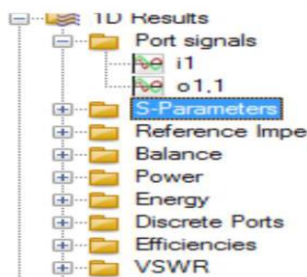 1D Results
Port signals
i1
o1,1
S-Parameters
Reference Impe
Balance
Power
Energy
Discrete Ports
Efficiencies
VSWR